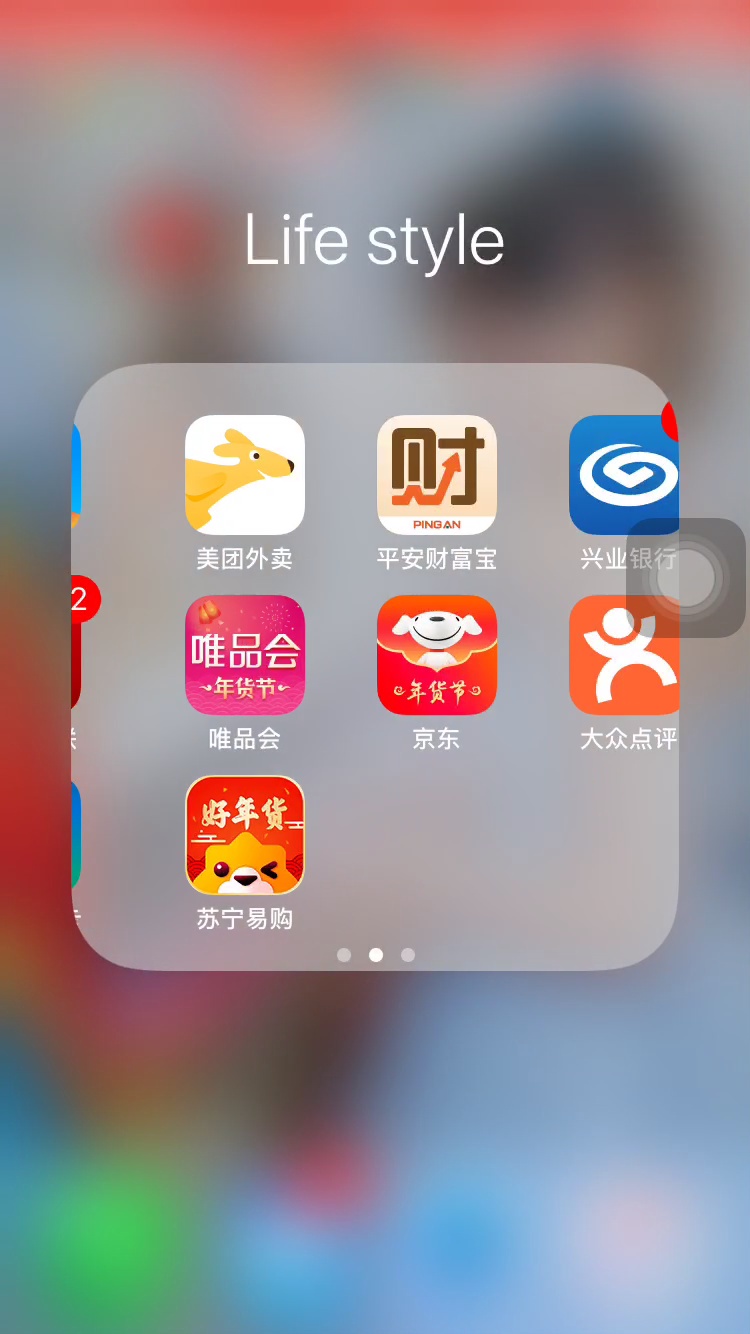 Life style
财
PINGAN
美团外卖
平安财富宝
兴业银行
2
唯品会
年货节
年货节
唯品会
京东
大众点评
好年货
苏宁易购